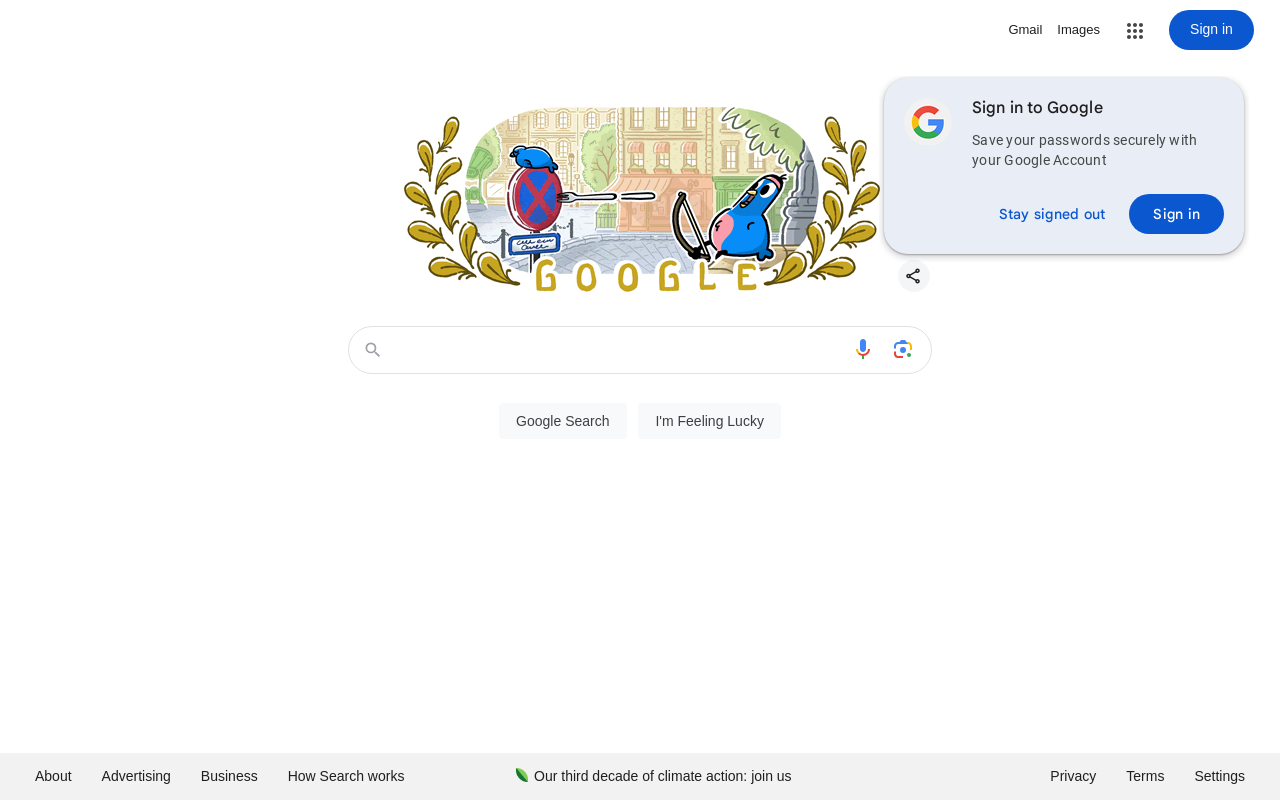 Gmail
Images
Sign in
Sign in to Google
Save your passwords securely with
your Google Account
Stay signed out
Sign in
GOOGLE
Google Search
I'm Feeling Lucky
About
Advertising
Business
How Search works
Our third decade of climate action: join us
Privacy
Terms
Settings